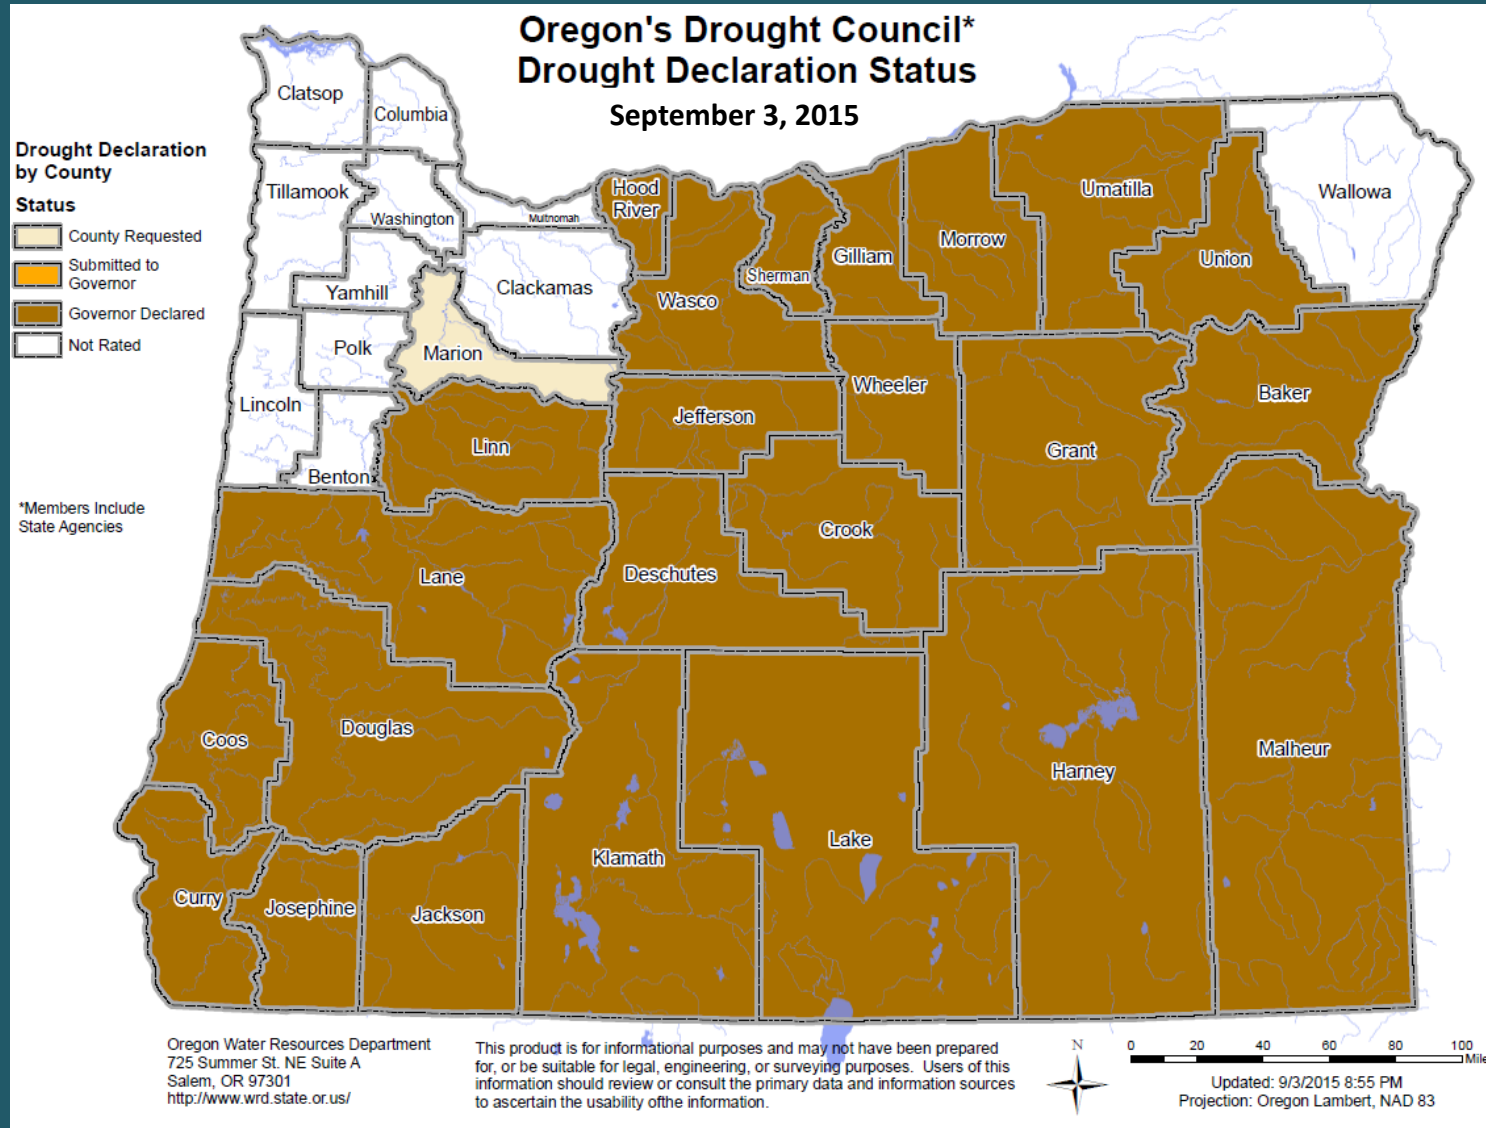 Oregon's Drought Council*
Drought Declaration Status
September 3, 2015
Drought Declaration
by County
Status
County Requested
Submitted to
Governor
Governor Declared
Not Rated
*Members Include
State Agencies
Clatsop
Columbia
Tillamook
Washington
Multnomah
Hood
River
Umatilla
Wallowa
Yamhill
Clackamas
Wasco
Sherman
Gilliam
Morrow
Union
Polk
Marion
Lincoln
Jefferson
Wheeler
Baker
Benton
Linn
Grant
Lane
Deschutes
Crook
Coos
Douglas
Harney
Malheur
Curry
Josephine
Jackson
Klamath
Lake
Oregon Water Resources Department
725 Summer St. NE Suite A
Salem, OR 97301
http://www.wrd.state.or.us/
This product is for informational purposes and may not have been prepared
for, or be suitable for legal, engineering, or surveying purposes.  Users of this
information should review or consult the primary data and information sources
to ascertain the usability ofthe information.
N
0 20 40 60 80 100
Mile
Updated: 9/3/2015 8:55 PM
Projection: Oregon Lambert, NAD 83